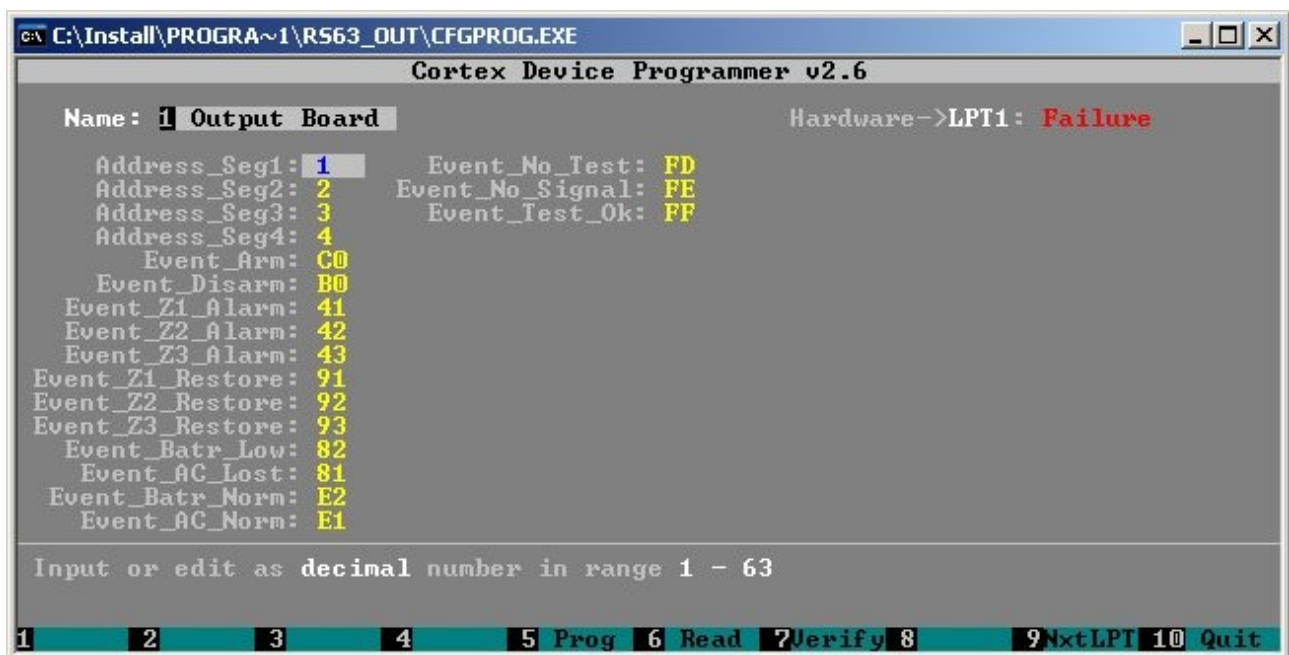 C:\Install\PROGRA~1\RS63_OUT\CFGPROG.EXE
Cortex Device Programmer v2.6
Name: 1 Output Board Hardware->LPT1: Failure
Address_Seg1: 1 Event_No_Test: FD
Address_Seg2: 2 Event_No_Signal: FE
Address_Seg3: 3 Event_Test_Ok: FF
Address_Seg4: 4
Event_Arm: C0
Event_Disarm: B0
Event_Z1_Alarm: 41
Event_Z2_Alarm: 42
Event_Z3_Alarm: 43
Event_Z1_Restore: 91
Event_Z2_Restore: 92
Event_Z3_Restore: 93
Event_Batr_Low: 82
Event_AC_Lost: 81
Event_Batr_Norm: E2
Event_AC_Norm: E1
Input or edit as decimal number in range 1 - 63
1 2 3 4 5 Prog 6 Read 7Verify 8 9NxtLPT 10 Quit